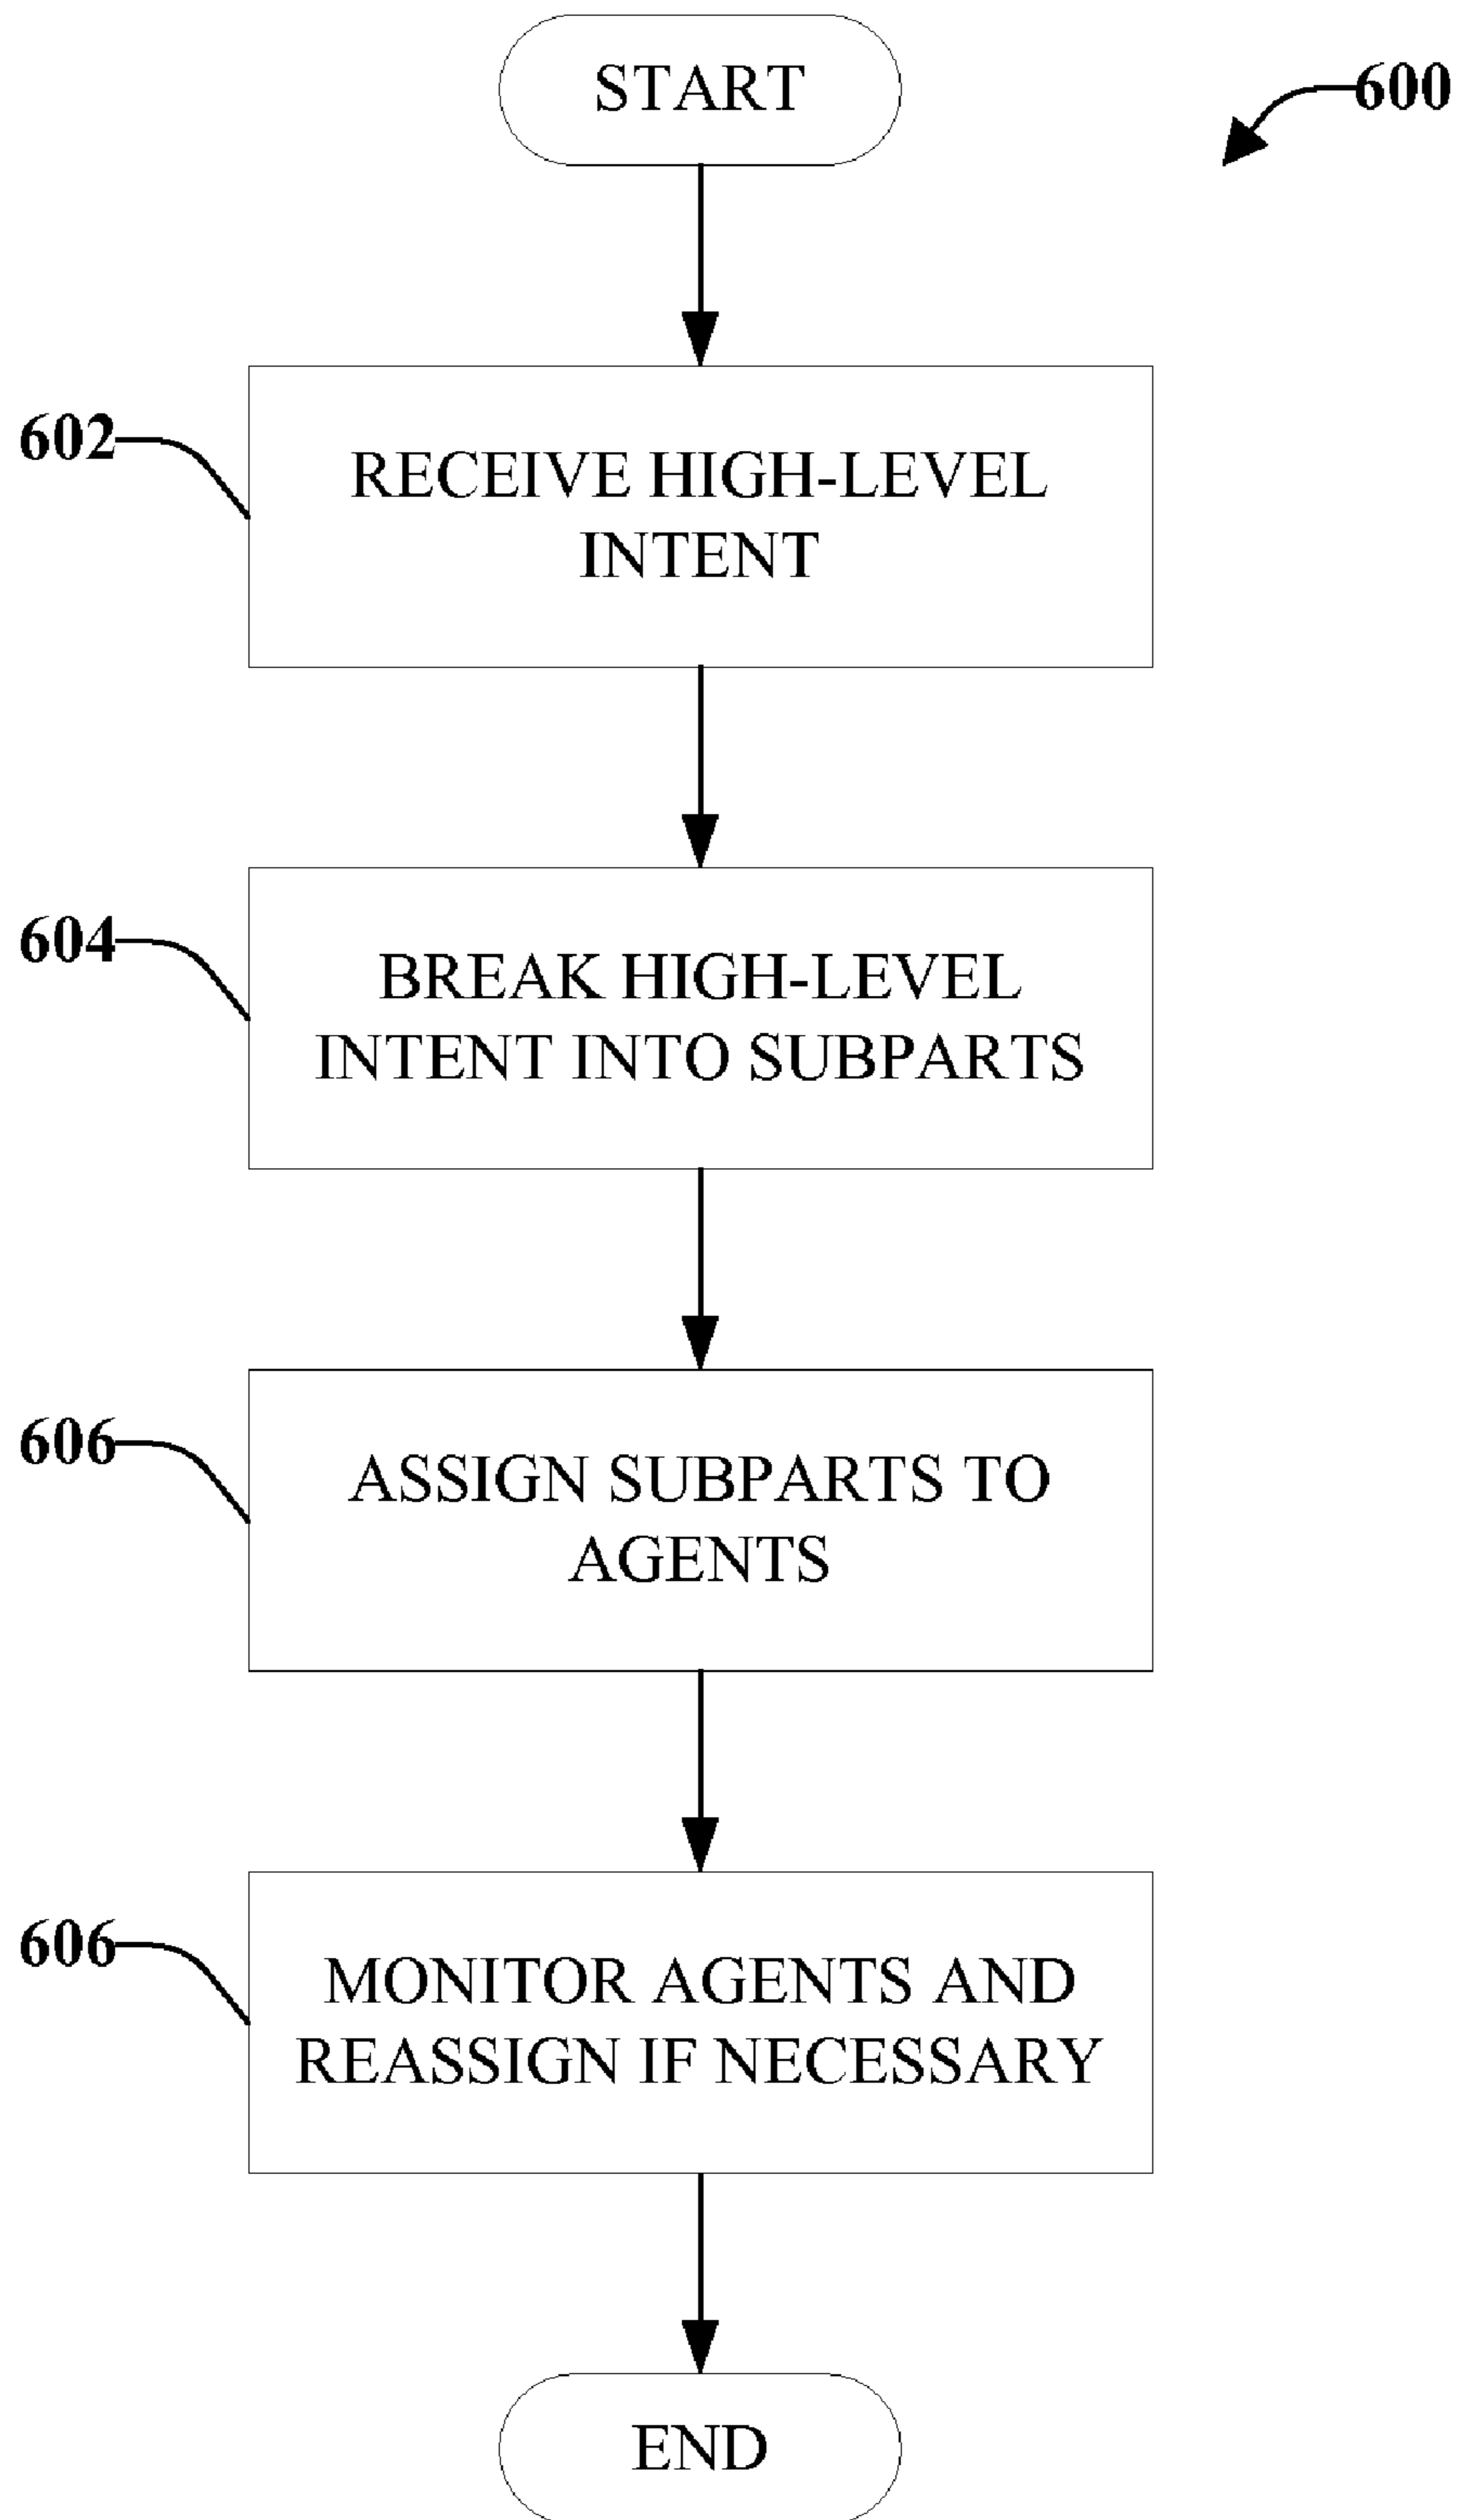 START
600
602
RECEIVE HIGH-LEVEL
INTENT
604
BREAK HIGH-LEVEL
INTENT INTO SUBPARTS
606
ASSIGN SUBPARTS TO
AGENTS
606
MONITOR AGENTS AND
REASSIGN IF NECESSARY
END